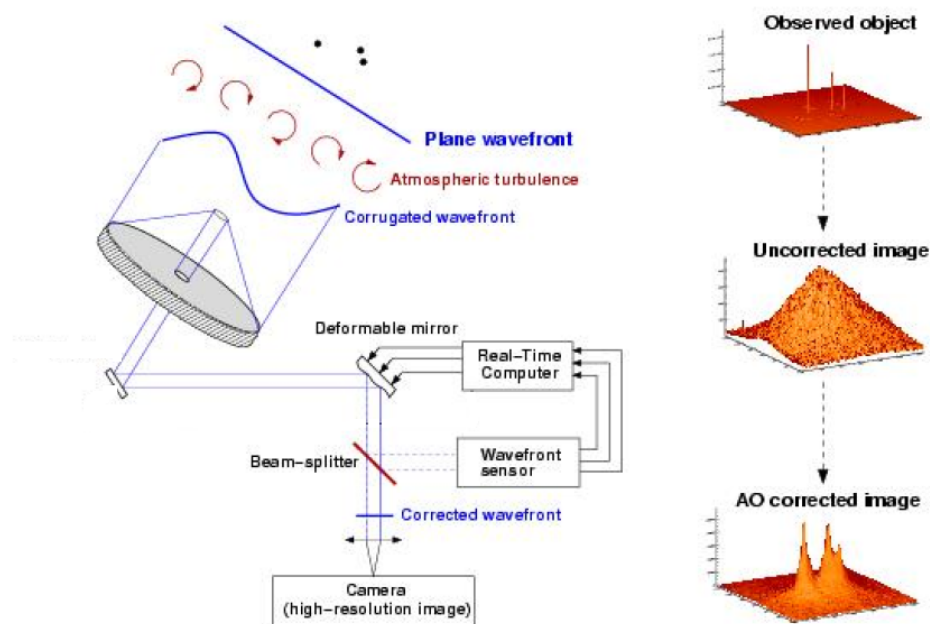 Observed object
Plane wavefront
Atmospheric turbulence
Corrugated wavefront
Uncorrected image
Deformable mirror
Real-Time
Computer
Beam-splitter
Wavefront
sensor
Corrected wavefront
AO corrected image
Camera
(high-resolution image)